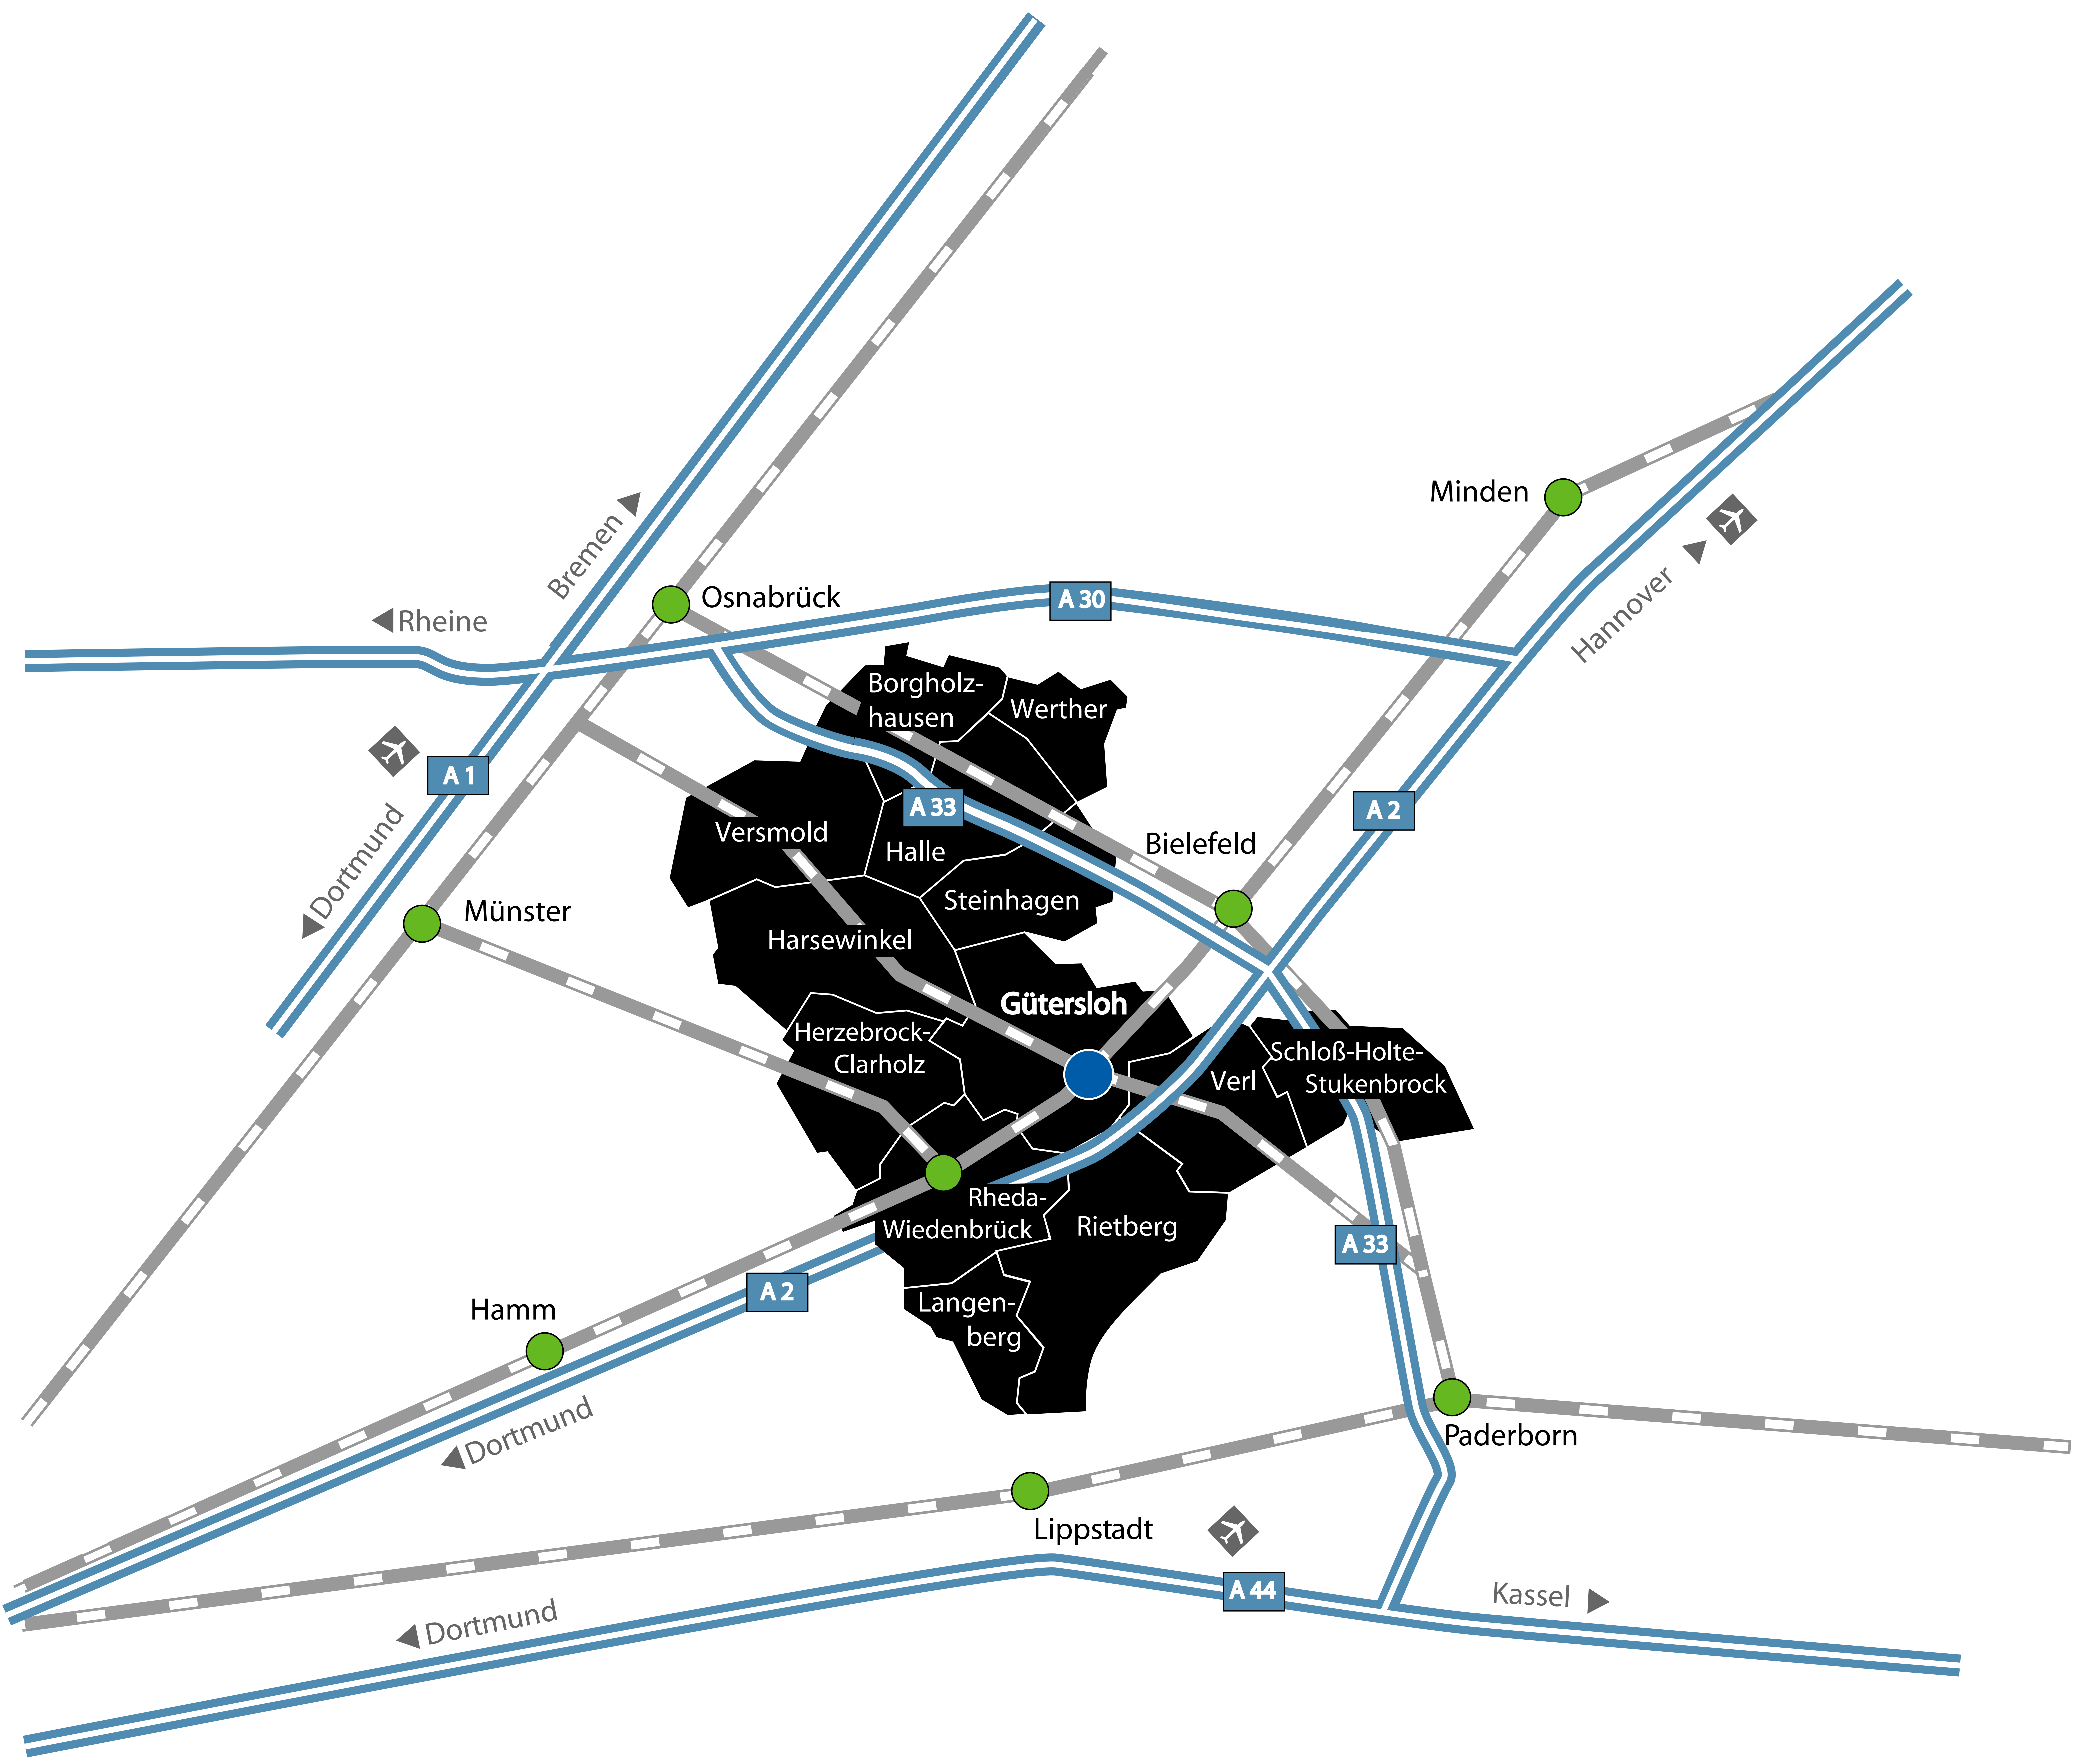 Minden
Bremen
Hannover
Osnabrück
A 30
Rheine
Borgholz-
hausen
Werther
A 1
A 33
A 2
Versmold
Halle
Bielefeld
Dortmund
Steinhagen
Münster
Harsewinkel
Gütersloh
Herzebrock-
Clarholz
Schloß-Holte-
Stukenbrock
Verl
Rheda-
Wiedenbrück
Rietberg
A 33
A 2
Langen-
berg
Hamm
Dortmund
Paderborn
Lippstadt
A 44
Kassel
Dortmund